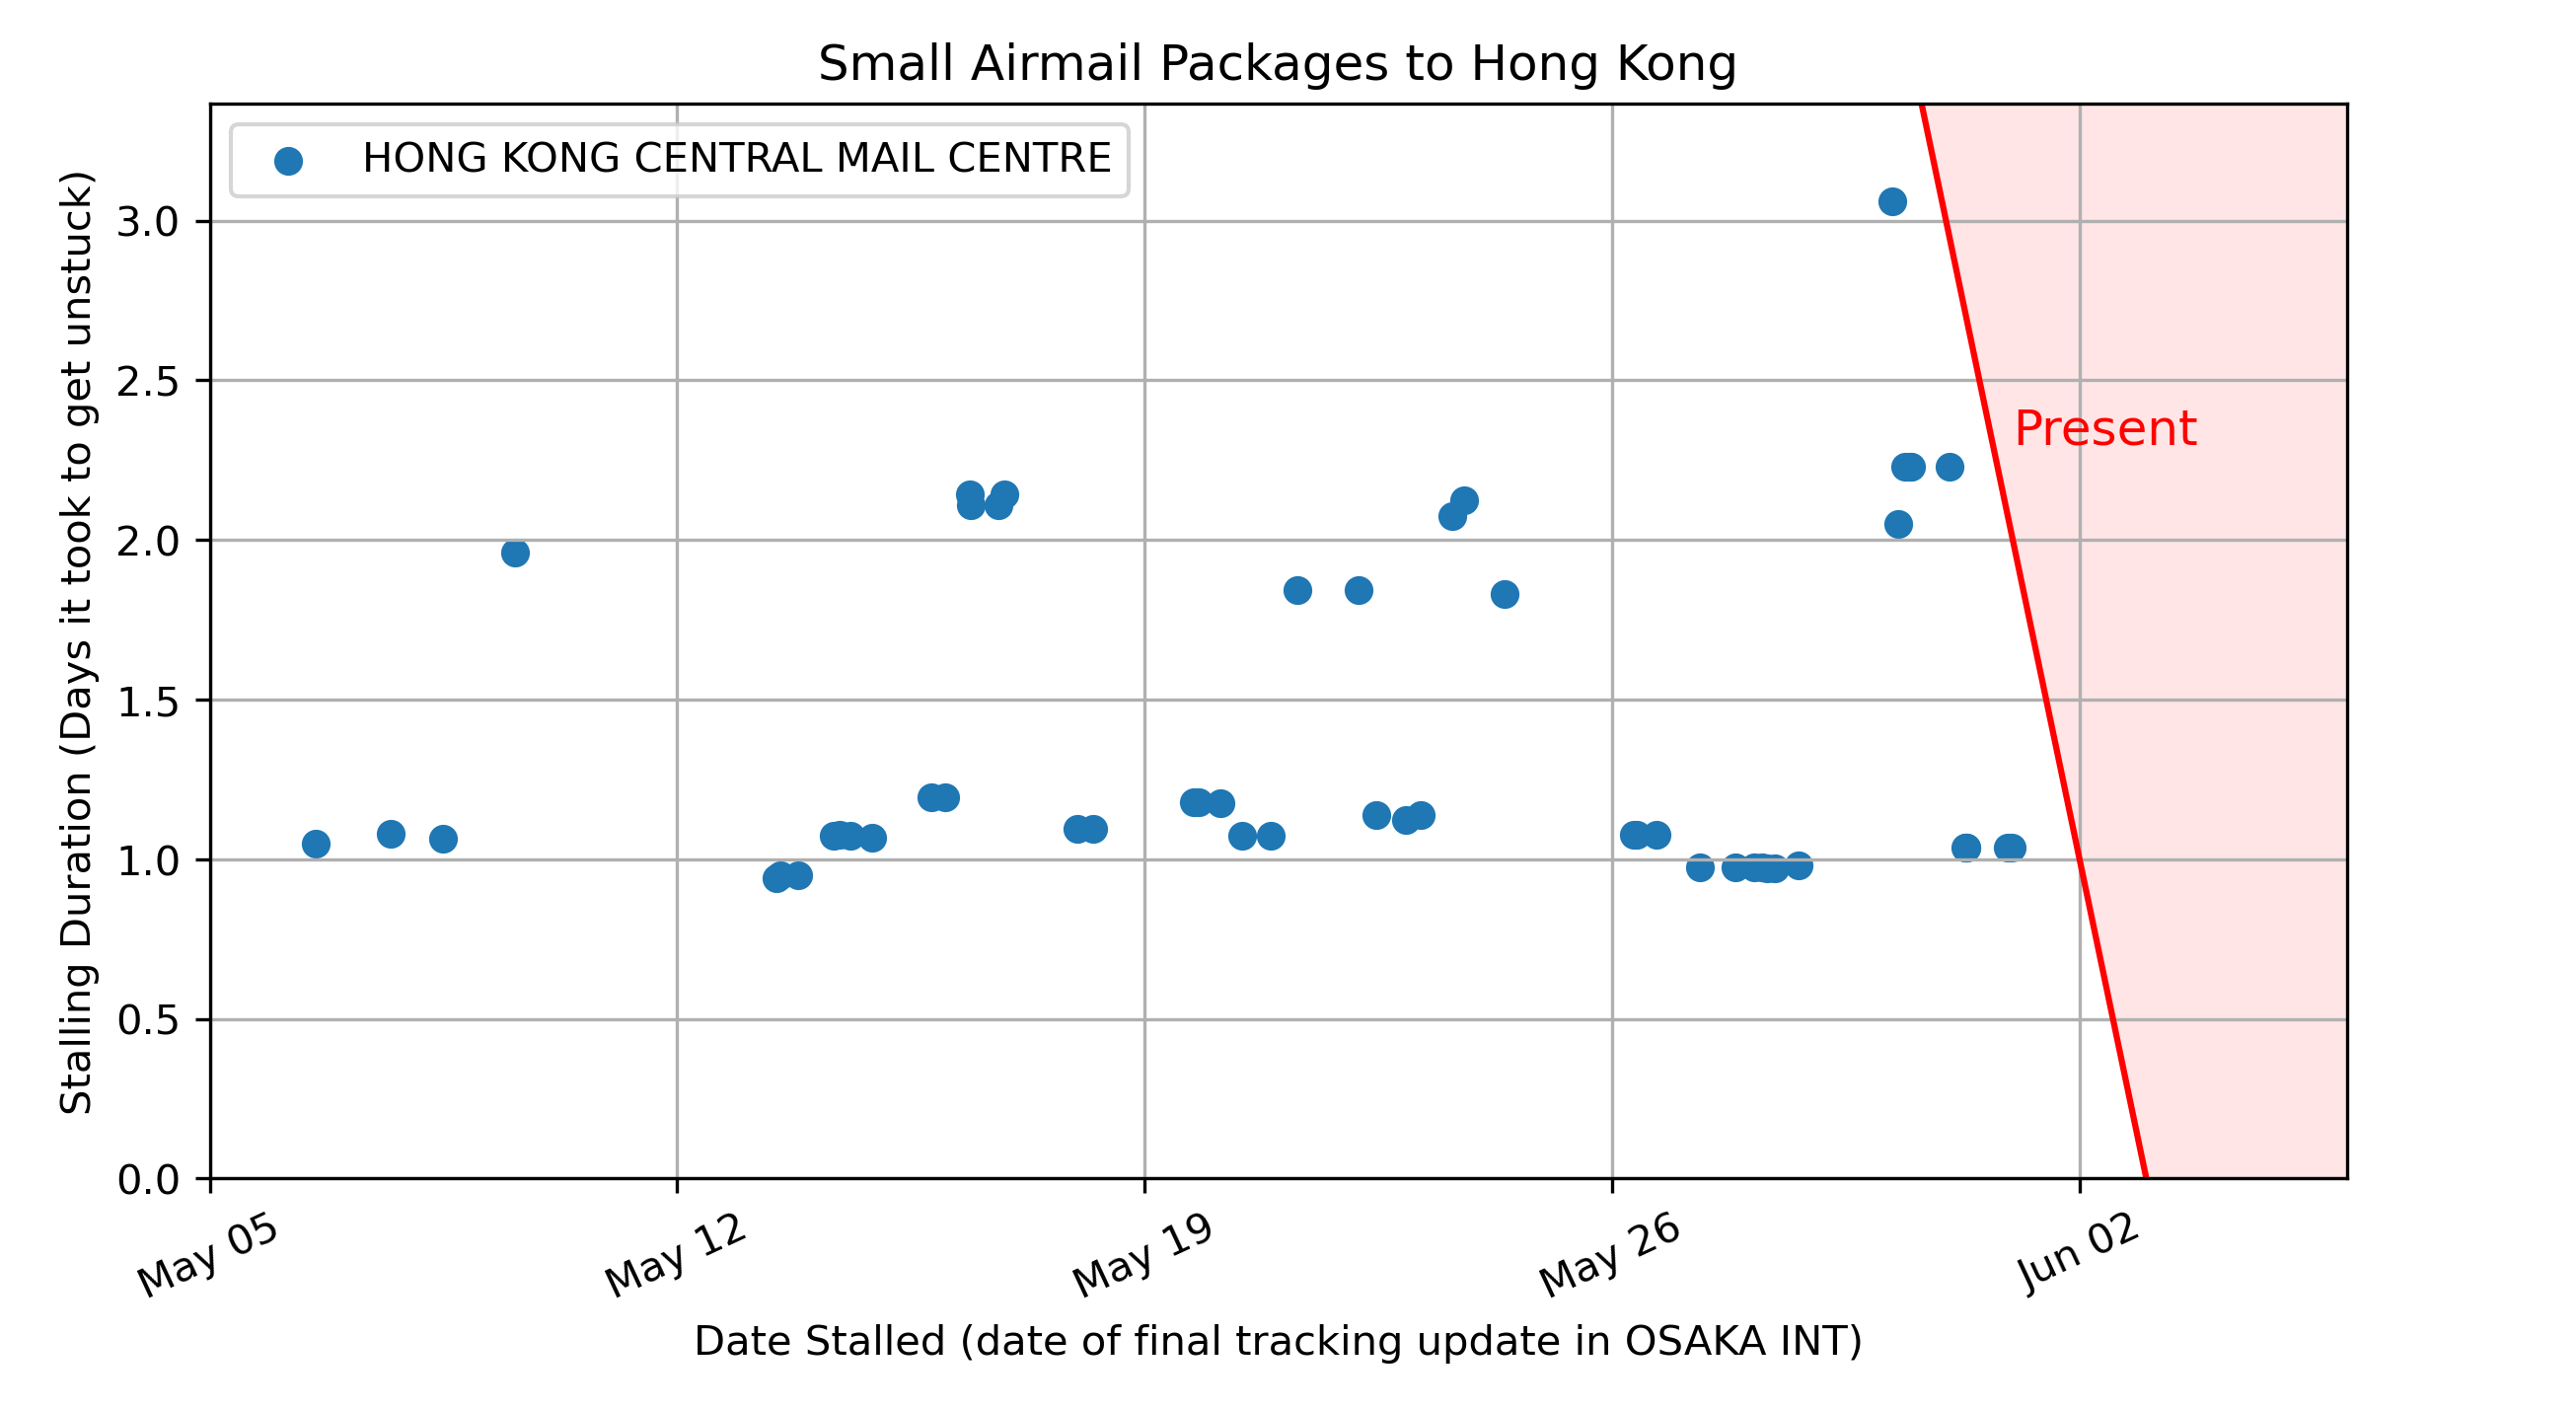 Small Airmail Packages to Hong Kong
HONG KONG CENTRAL MAIL CENTRE
Stalling Duration (Days it took to get unstuck)
3.0
2.5
2.0
1.5
1.0
0.5
0.0
Present
May 05
May 12
May 19
May 26
Jun 02
Date Stalled (date of final tracking update in OSAKA INT)